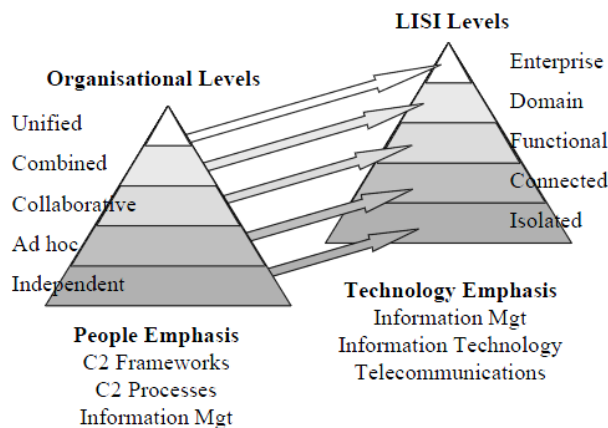 LISI Levels
Organisational Levels
Enterprise
Domain
Functional
Connected
Isolated
Unified
Combined
Collaborative
Ad hoc
Independent
Technology Emphasis
Information Mgt
Information Technology
Telecommunications
People Emphasis
C2 Frameworks
C2 Processes
Information Mgt